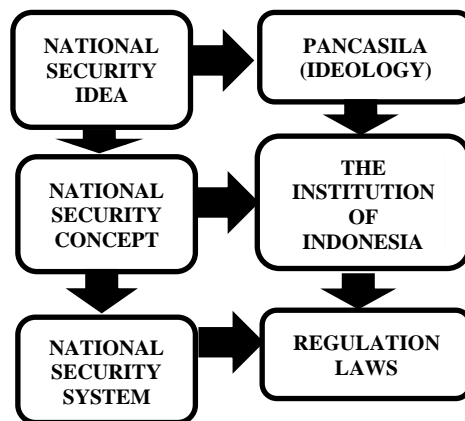 NATIONAL
SECURITY
IDEA
PANCASILA
(IDEOLOGY)
NATIONAL
SECURITY
CONCEPT
THE
INSTITUTION
OF
INDONESIA
NATIONAL
SECURITY
SYSTEM
REGULATION
LAWS